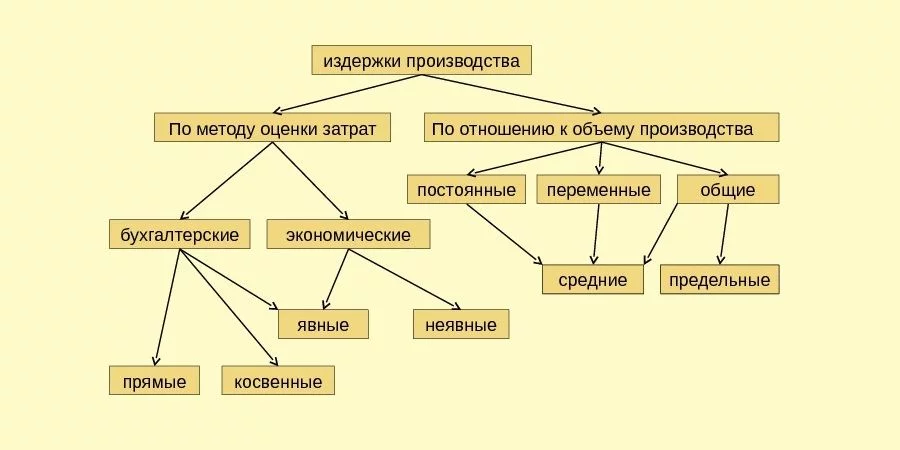 издержки производства
По методу оценки затрат
По отношению к объему производства
постоянные
переменные
общие
бухгалтерские
экономические
средние
предельные
явные
неявные
прямые
косвенные